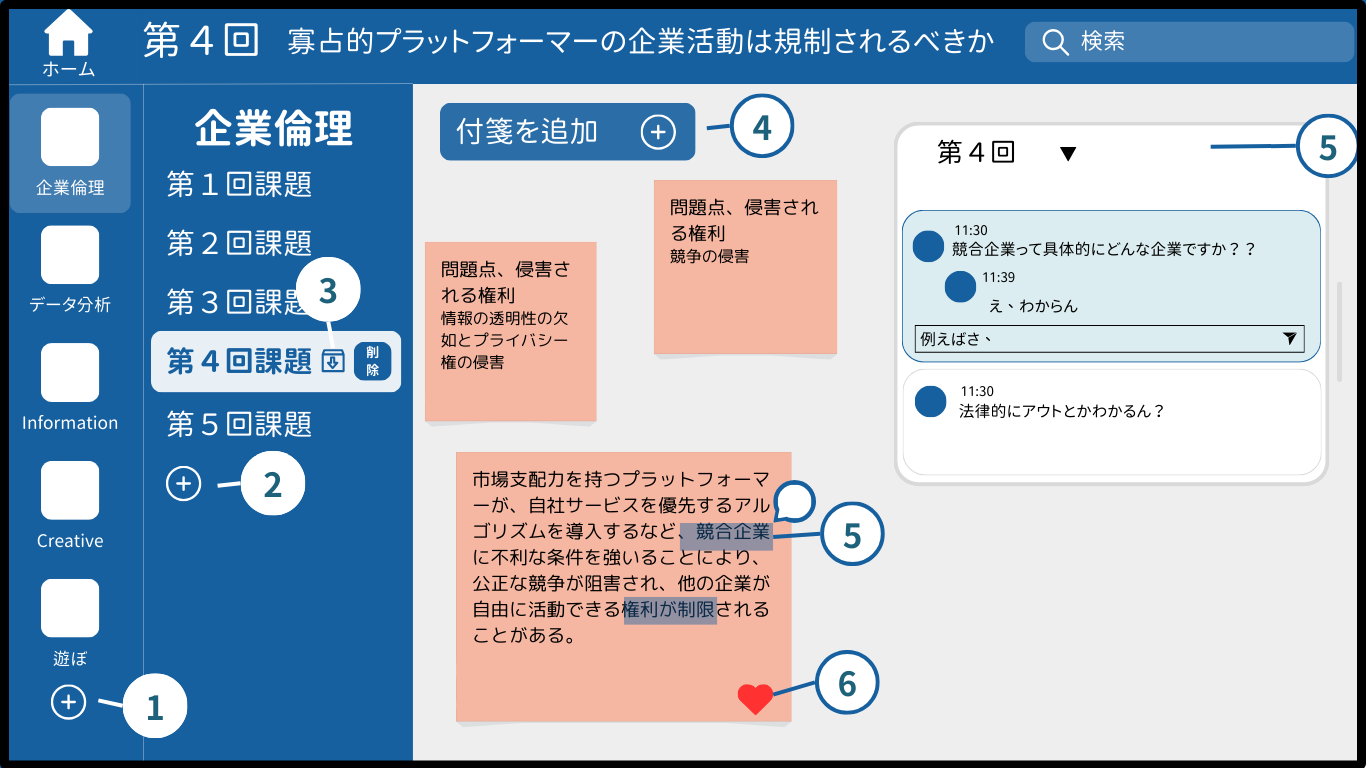 ホーム
第４回
寡占的プラットフォーマーの企業活動は規制されるべきか
検索
企業倫理
データ分析
Information
Creative
遊ぼ
1
企業倫理
第１回課題
第２回課題
第３回課題
3
第４回課題
削
除
第５回課題
2
付箋を追加
4
問題点、侵害さ
れる権利
情報の透明性の欠
如とプライバシー
権の侵害
問題点、侵害され
る権利
競争の侵害
市場支配力を持つプラットフォーマ
ーが、自社サービスを優先するアル
ゴリズムを導入するなど、競合企業
に不利な条件を強いることにより、
公正な競争が阻害され、他の企業が
自由に活動できる権利が制限される
ことがある。
5
6
第４回 ▼
5
11:30
競合企業って具体的にどんな企業ですか？？
11:39
え、わからん
例えばさ、
11:30
法律的にアウトとかわかるん？